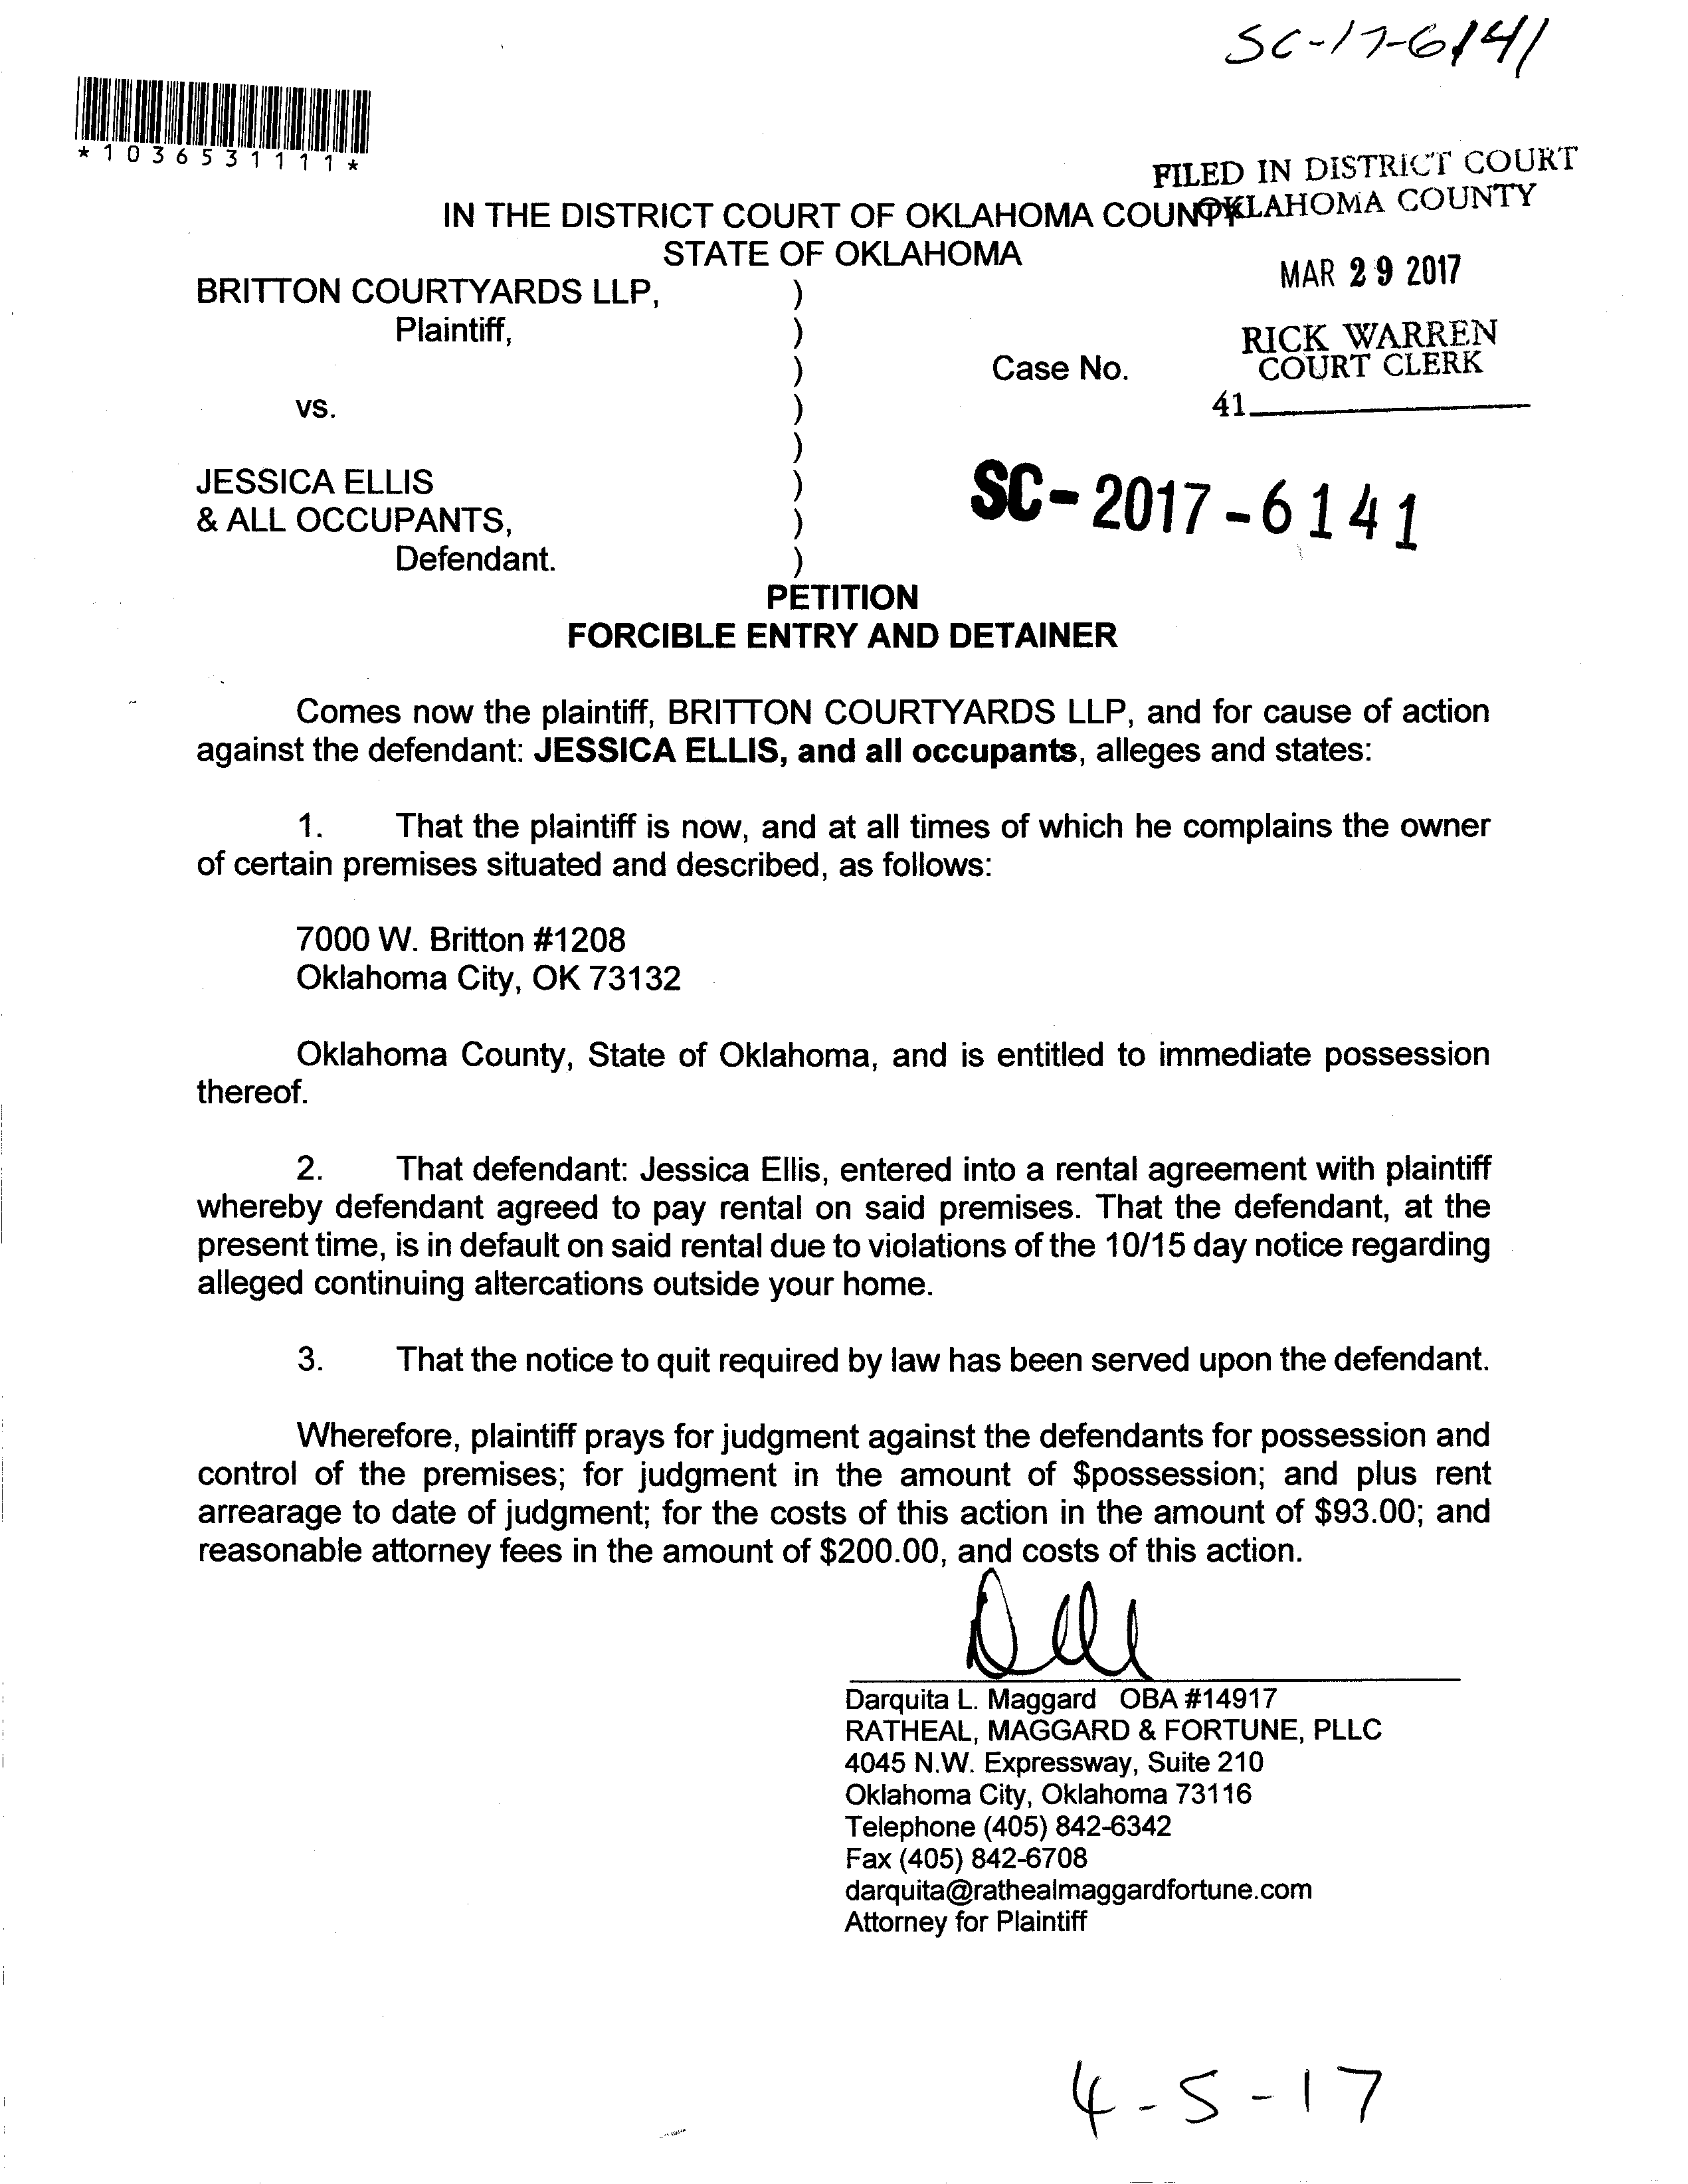 SC-17-6141
*1036531111*
FILED IN DISTRICT COURT
OKLAHOMA COUNTY
IN THE DISTRICT COURT OF OKLAHOMA COUNTY
STATE OF OKLAHOMA
MAR 29 2017
BRITTON COURTYARDS LLP, )
Plaintiff, )
RICK WARREN
COURT CLERK
) Case No.
41
vs. )
)
JESSICA ELLIS )
SC-2017-6141
& ALL OCCUPANTS, )
Defendant. )
PETITION
FORCIBLE ENTRY AND DETAINER
Comes now the plaintiff, BRITTON COURTYARDS LLP, and for cause of action
against the defendant: JESSICA ELLIS, and all occupants, alleges and states:
1. That the plaintiff is now, and at all times of which he complains the owner
of certain premises situated and described, as follows:
7000 W. Britton #1208
Oklahoma City, OK 73132
Oklahoma County, State of Oklahoma, and is entitled to immediate possession
thereof.
2. That defendant: Jessica Ellis, entered into a rental agreement with plaintiff
whereby defendant agreed to pay rental on said premises. That the defendant, at the
present time, is in default on said rental due to violations of the 10/15 day notice regarding
alleged continuing altercations outside your home.
3. That the notice to quit required by law has been served upon the defendant.
Wherefore, plaintiff prays for judgment against the defendants for possession and
control of the premises; for judgment in the amount of $possession; and plus rent
arrearage to date of judgment; for the costs of this action in the amount of $93.00; and
reasonable attorney fees in the amount of $200.00, and costs of this action.
Darquita L. Maggard OBA #14917
RATHEAL, MAGGARD & FORTUNE, PLLC
4045 N.W. Expressway, Suite 210
Oklahoma City, Oklahoma 73116
Telephone (405) 842-6342
Fax (405) 842-6708
darquita@rathealmaggardfortune.com
Attorney for Plaintiff
4-5-17